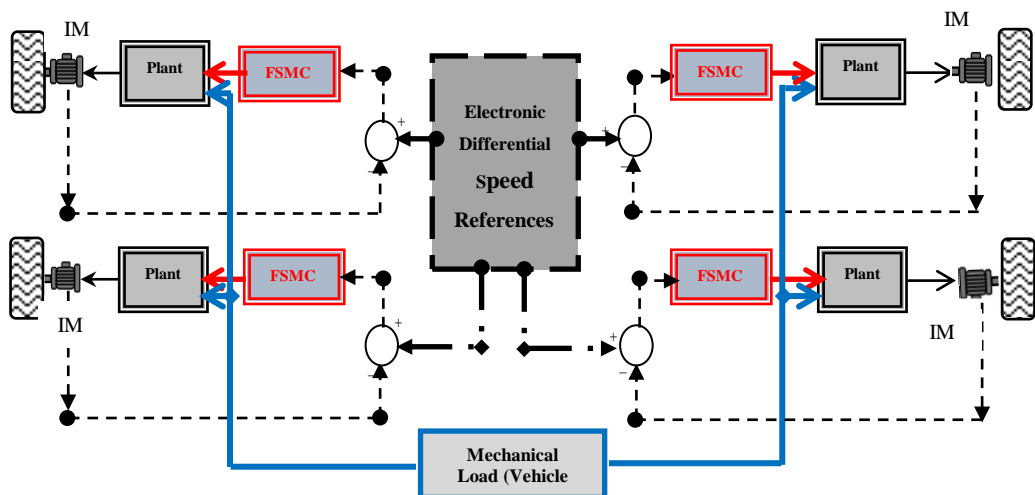 IM
IM
Plant
FSMC
Electronic
Differential
Speed
References
FSMC
Plant
+
+
−
−
Plant
FSMC
FSMC
Plant
IM
IM
+
+
−
−
Mechanical
Load (Vehicle